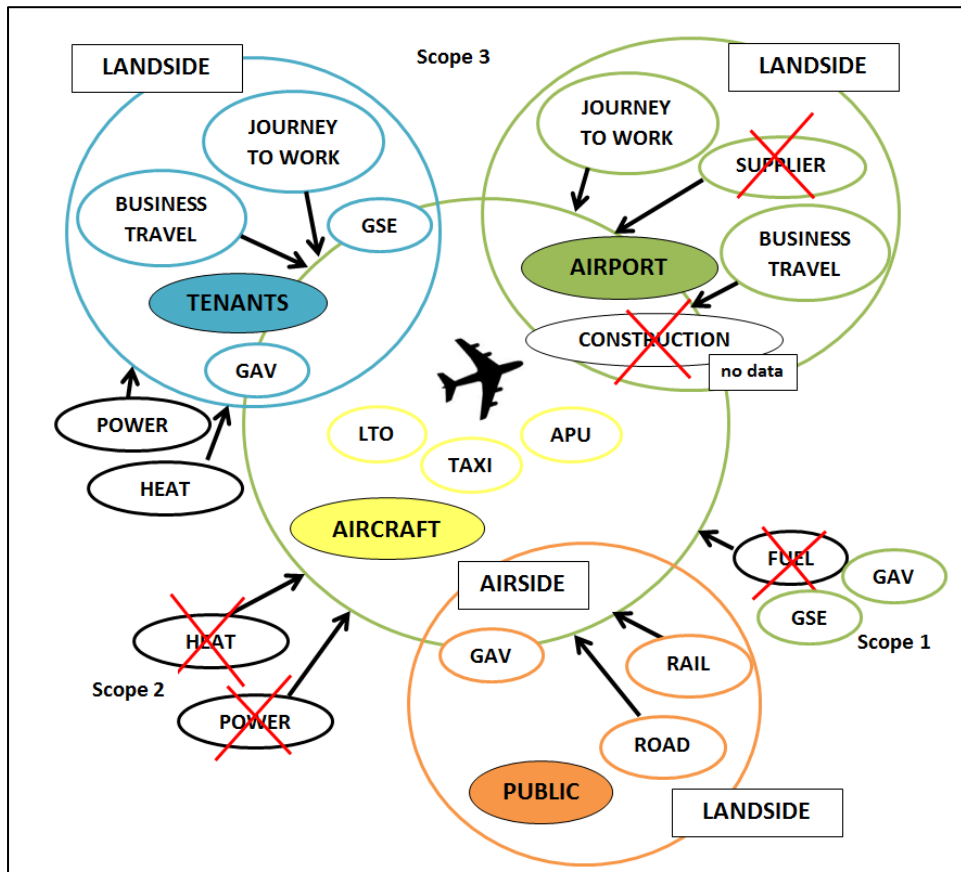 Scope 3
LANDSIDE
LANDSIDE
JOURNEY
TO WORK
JOURNEY
TO WORK
SUPPLIER
BUSINESS
TRAVEL
GSE
BUSINESS
TRAVEL
AIRPORT
TENANTS
CONSTRUCTION
GAV
no data
POWER
LTO
APU
TAXI
HEAT
AIRCRAFT
FUEL
GAV
AIRSIDE
GSE
HEAT
Scope 1
GAV
RAIL
Scope 2
POWER
ROAD
PUBLIC
LANDSIDE